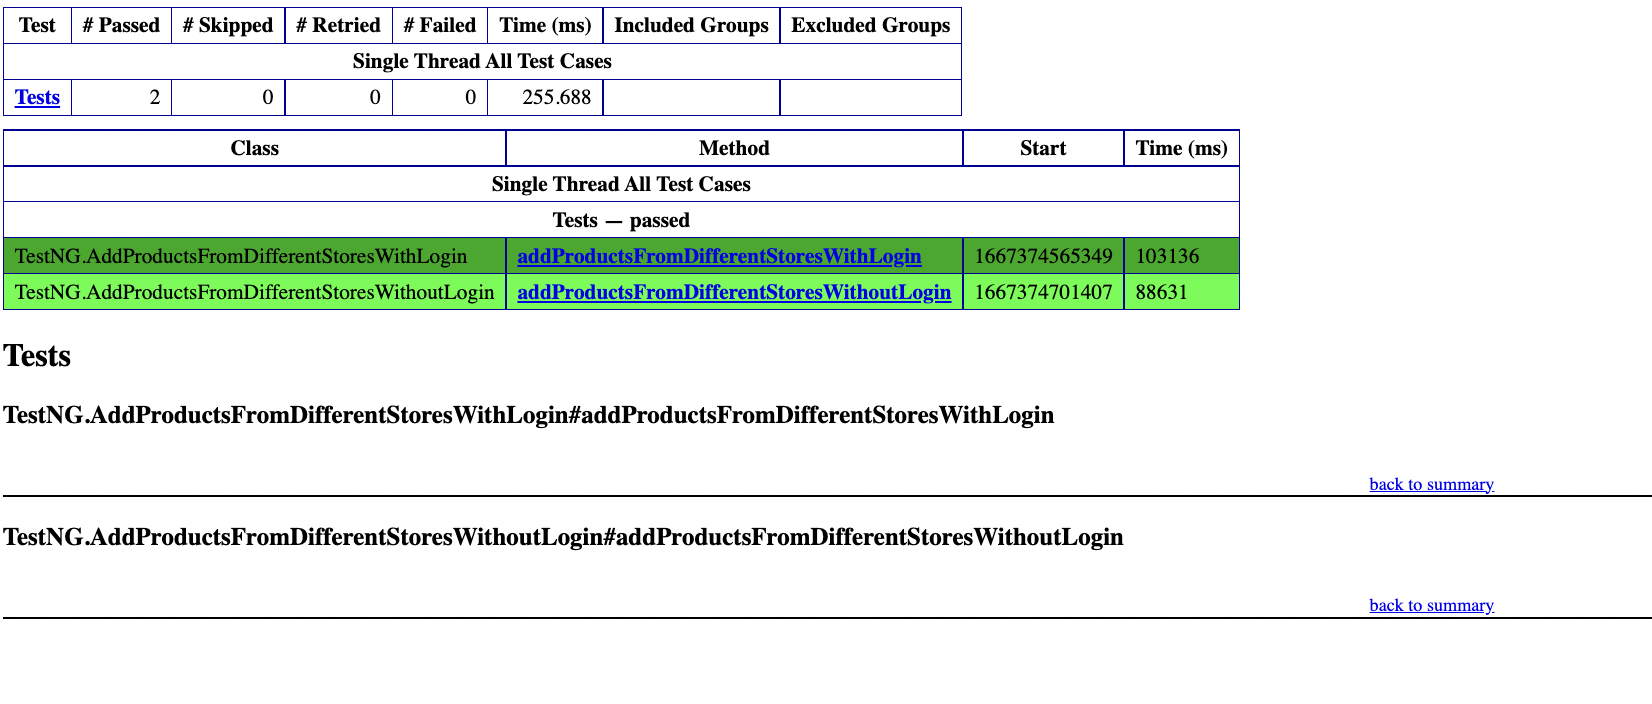 Test # Passed # Skipped # Retried # Failed Time (ms) Included Groups Excluded Groups
Single Thread All Test Cases
Tests 2 0 0 0 255.688
Class Method Start Time (ms)
Single Thread All Test Cases
Tests — passed
TestNG.AddProductsFromDifferentStoresWithLogin addProductsFromDifferentStoresWithLogin 1667374565349 103136
TestNG.AddProductsFromDifferentStoresWithoutLogin addProductsFromDifferentStoresWithoutLogin 1667374701407 88631
Tests
TestNG.AddProductsFromDifferentStoresWithLogin#addProductsFromDifferentStoresWithLogin
back to summary
TestNG.AddProductsFromDifferentStoresWithoutLogin#addProductsFromDifferentStoresWithoutLogin
back to summary